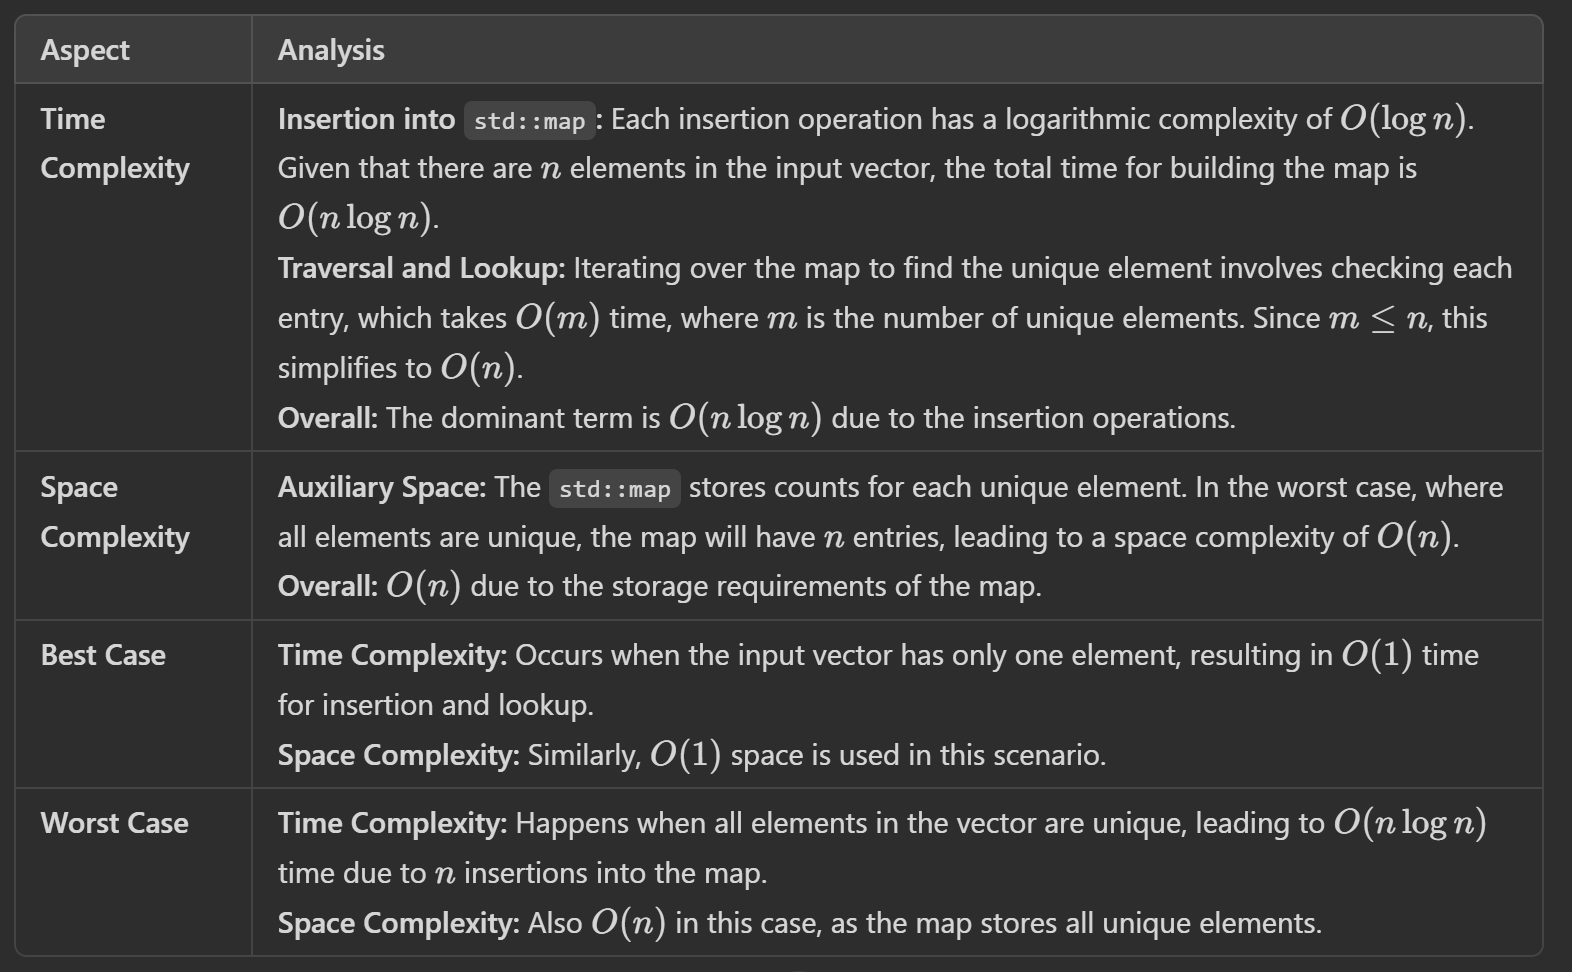 Aspect
Analysis
Time
Complexity
Insertion into std::map: Each insertion operation has a logarithmic complexity of O(log n).
Given that there are n elements in the input vector, the total time for building the map is
O(n log n).
Traversal and Lookup: Iterating over the map to find the unique element involves checking each
entry, which takes O(m) time, where m is the number of unique elements. Since m ≤ n, this
simplifies to O(n).
Overall: The dominant term is O(n log n) due to the insertion operations.
Space
Complexity
Auxiliary Space: The std::map stores counts for each unique element. In the worst case, where
all elements are unique, the map will have n entries, leading to a space complexity of O(n).
Overall: O(n) due to the storage requirements of the map.
Best Case
Time Complexity: Occurs when the input vector has only one element, resulting in O(1) time
for insertion and lookup.
Space Complexity: Similarly, O(1) space is used in this scenario.
Worst Case
Time Complexity: Happens when all elements in the vector are unique, leading to O(n log n)
time due to n insertions into the map.
Space Complexity: Also O(n) in this case, as the map stores all unique elements.